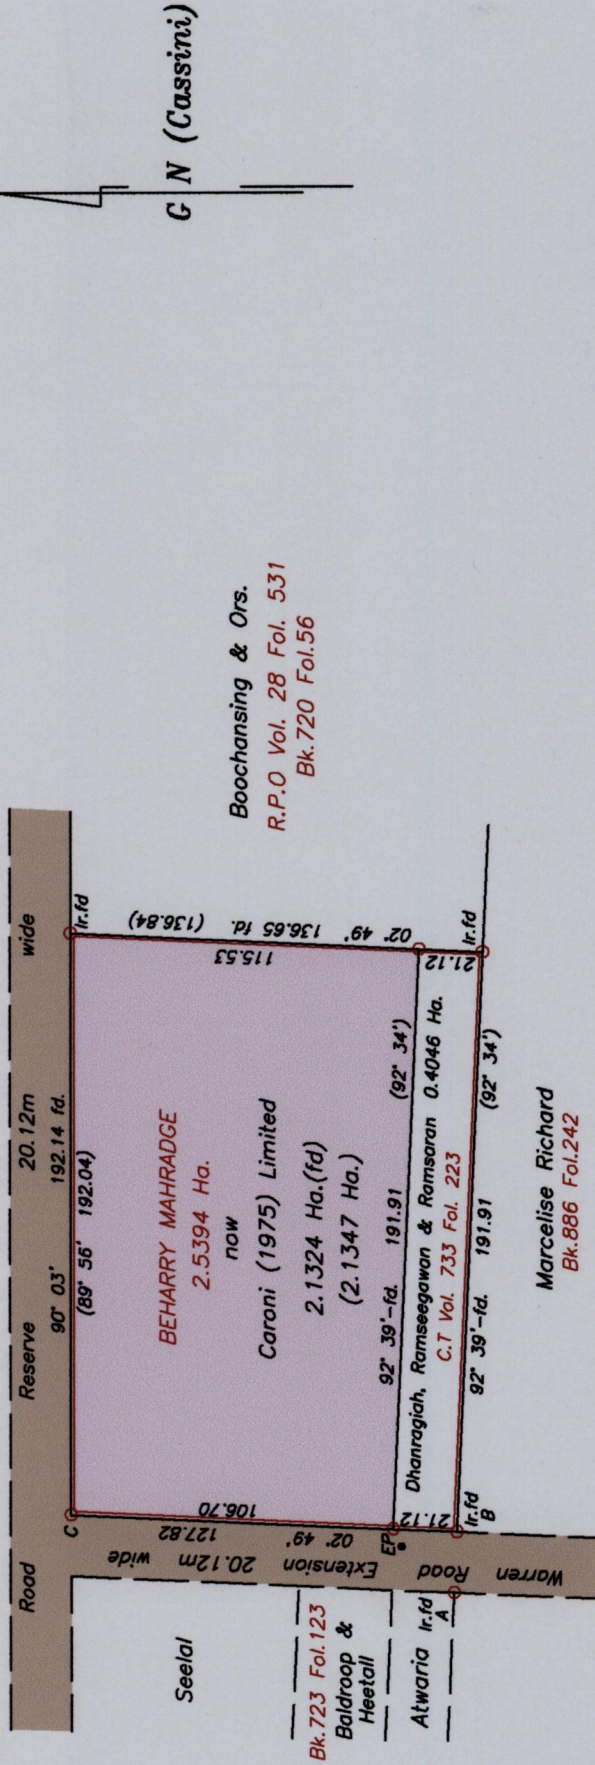 G N (Cassini)
Road Reserve 20.12m wide
90° 03' 192.14 fd.
(89° 56' 192.04)
C
Ir.fd
BEHARRY MAHRADGE
2.5394 Ha.
now
Caroni (1975) Limited
2.1324 Ha.(fd)
(2.1347 Ha.)
106.70
127.82 02° 49'
115.53
02° 49' 136.65 fd. (136.84)
Boochansing & Ors.
R.P.O Vol. 28 Fol. 531
Bk.720 Fol.56
92° 39'-fd. 191.91 (92° 34')
EP
21.12
Dhanragiah, Ramseegawan & Ramsaran 0.4046 Ha.
C.T Vol. 733 Fol. 223
21.12
Ir.fd
92° 39'-fd. 191.91 (92° 34')
Ir.fd
B
Marcelise Richard
Bk.886 Fol.242
Warren Road Extension 20.12m wide
Seelal
Bk.723 Fol.123
Baldroop &
Heetall
Atwaria
Ir.fd
A